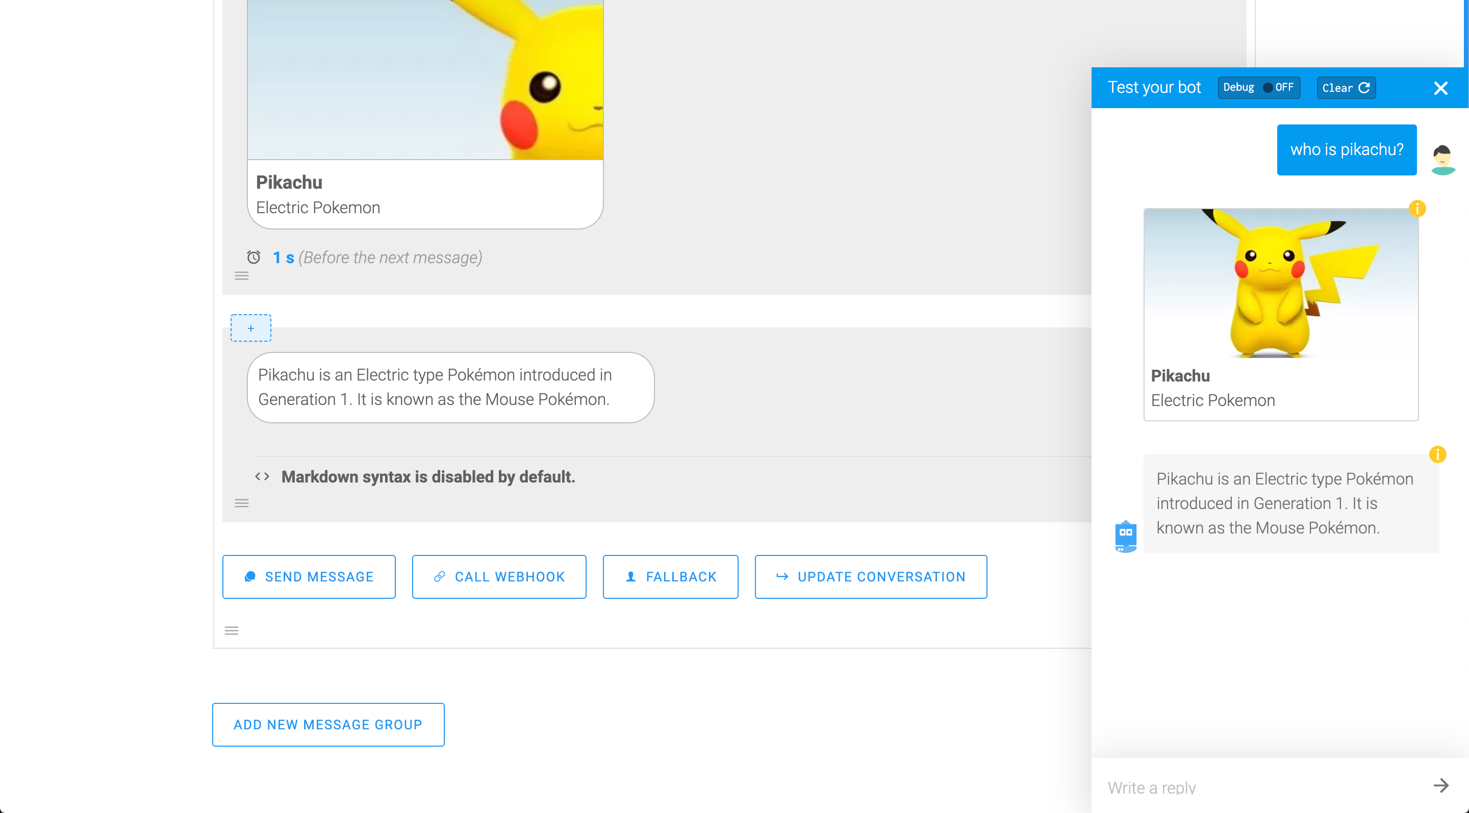 Pikachu
Electric Pokemon
1 s (Before the next message)
+
Pikachu is an Electric type Pokémon introduced in
Generation 1. It is known as the Mouse Pokémon.
<> Markdown syntax is disabled by default.
SEND MESSAGE
CALL WEBHOOK
FALLBACK
UPDATE CONVERSATION
ADD NEW MESSAGE GROUP
Test your bot
Debug OFF
Clear
who is pikachu?
i
Pikachu
Electric Pokemon
i
Pikachu is an Electric type Pokémon
introduced in Generation 1. It is
known as the Mouse Pokémon.
Write a reply